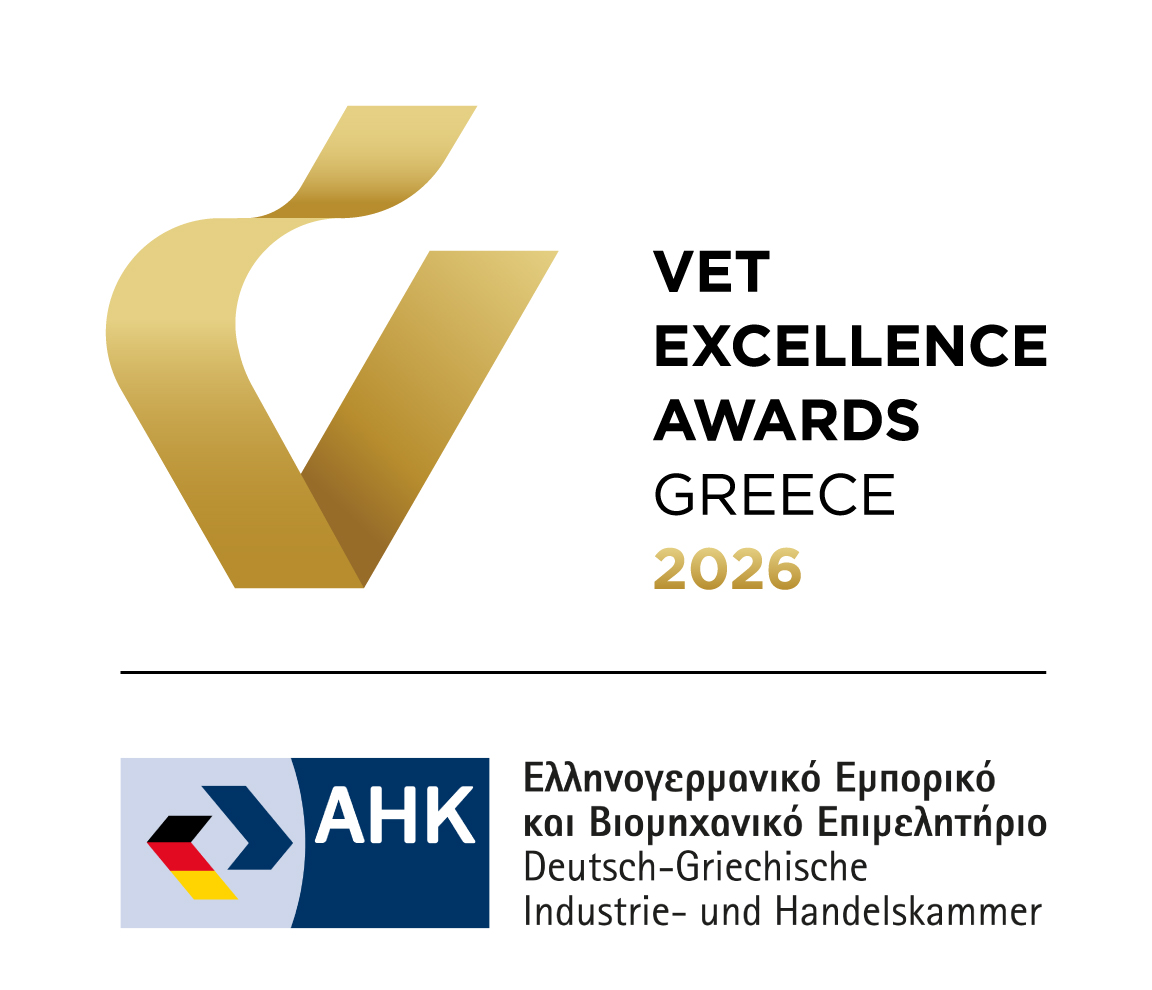 VET
EXCELLENCE
AWARDS
GREECE
2026
AHK
Ελληνογερμανικό Εμπορικό
και Βιομηχανικό Επιμελητήριο
Deutsch-Griechische
Industrie- und Handelskammer